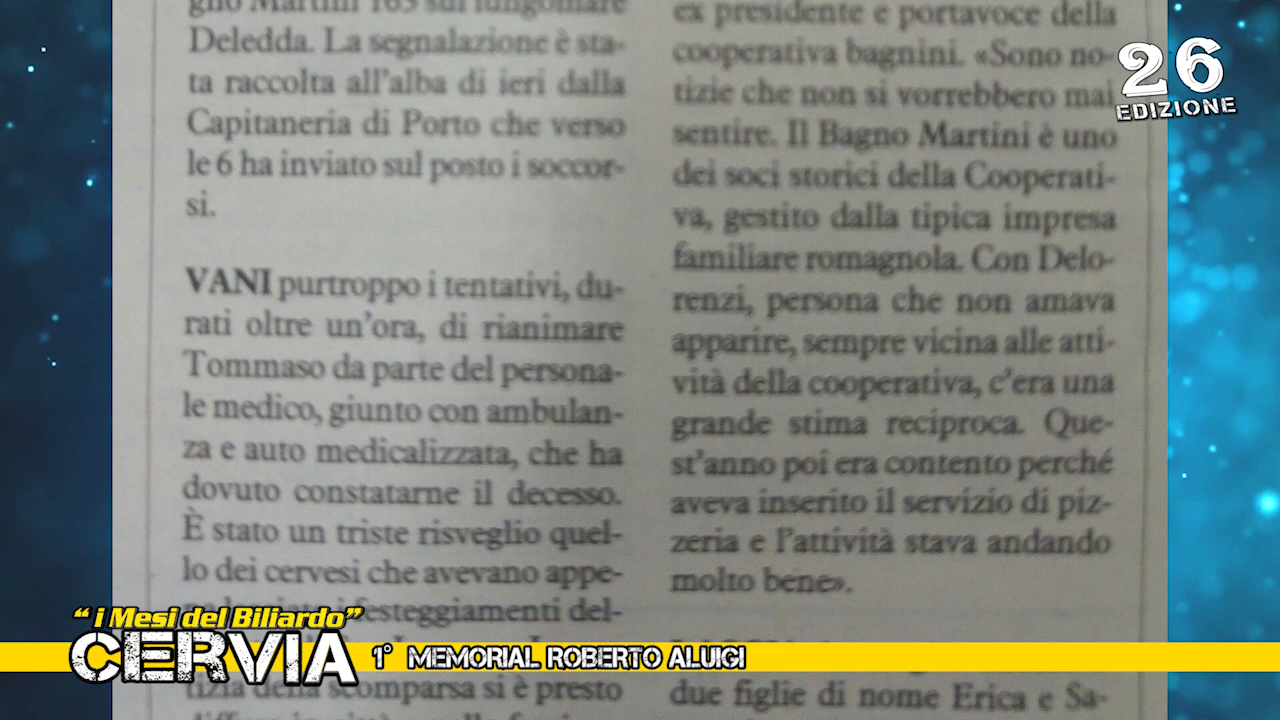 gno Martini 165 sul lungomare
Deledda. La segnalazione è sta-
ta raccolta all'alba di ieri dalla
Capitaneria di Porto che verso
le 6 ha inviato sul posto i soccor-
si.
VANI purtroppo i tentativi, du-
rati oltre un'ora, di rianimare
Tommaso da parte del persona-
le medico, giunto con ambulan-
za e auto medicalizzata, che ha
dovuto constatarne il decesso.
È stato un triste risveglio quel-
lo dei cervesi che avevano appe-
festeggiamenti del-
tizia della scomparsa si è presto
ex presidente e portavoce della
cooperativa bagnini. «Sono no-
tizie che non si vorrebbero mai
sentire. Il Bagno Martini è uno
dei soci storici della Cooperati-
va, gestito dalla tipica impresa
familiare romagnola. Con Delo-
renzi, persona che non amava
apparire, sempre vicina alle atti-
vità della cooperativa, c'era una
grande stima reciproca. Que-
st'anno poi era contento perché
aveva inserito il servizio di piz-
zeria e l'attività stava andando
molto bene».
due figlie di nome Erica e Sa-
26
EDIZIONE
“ i Mesi del Biliardo”
CERVIA
1° MEMORIAL ROBERTO ALUIGI